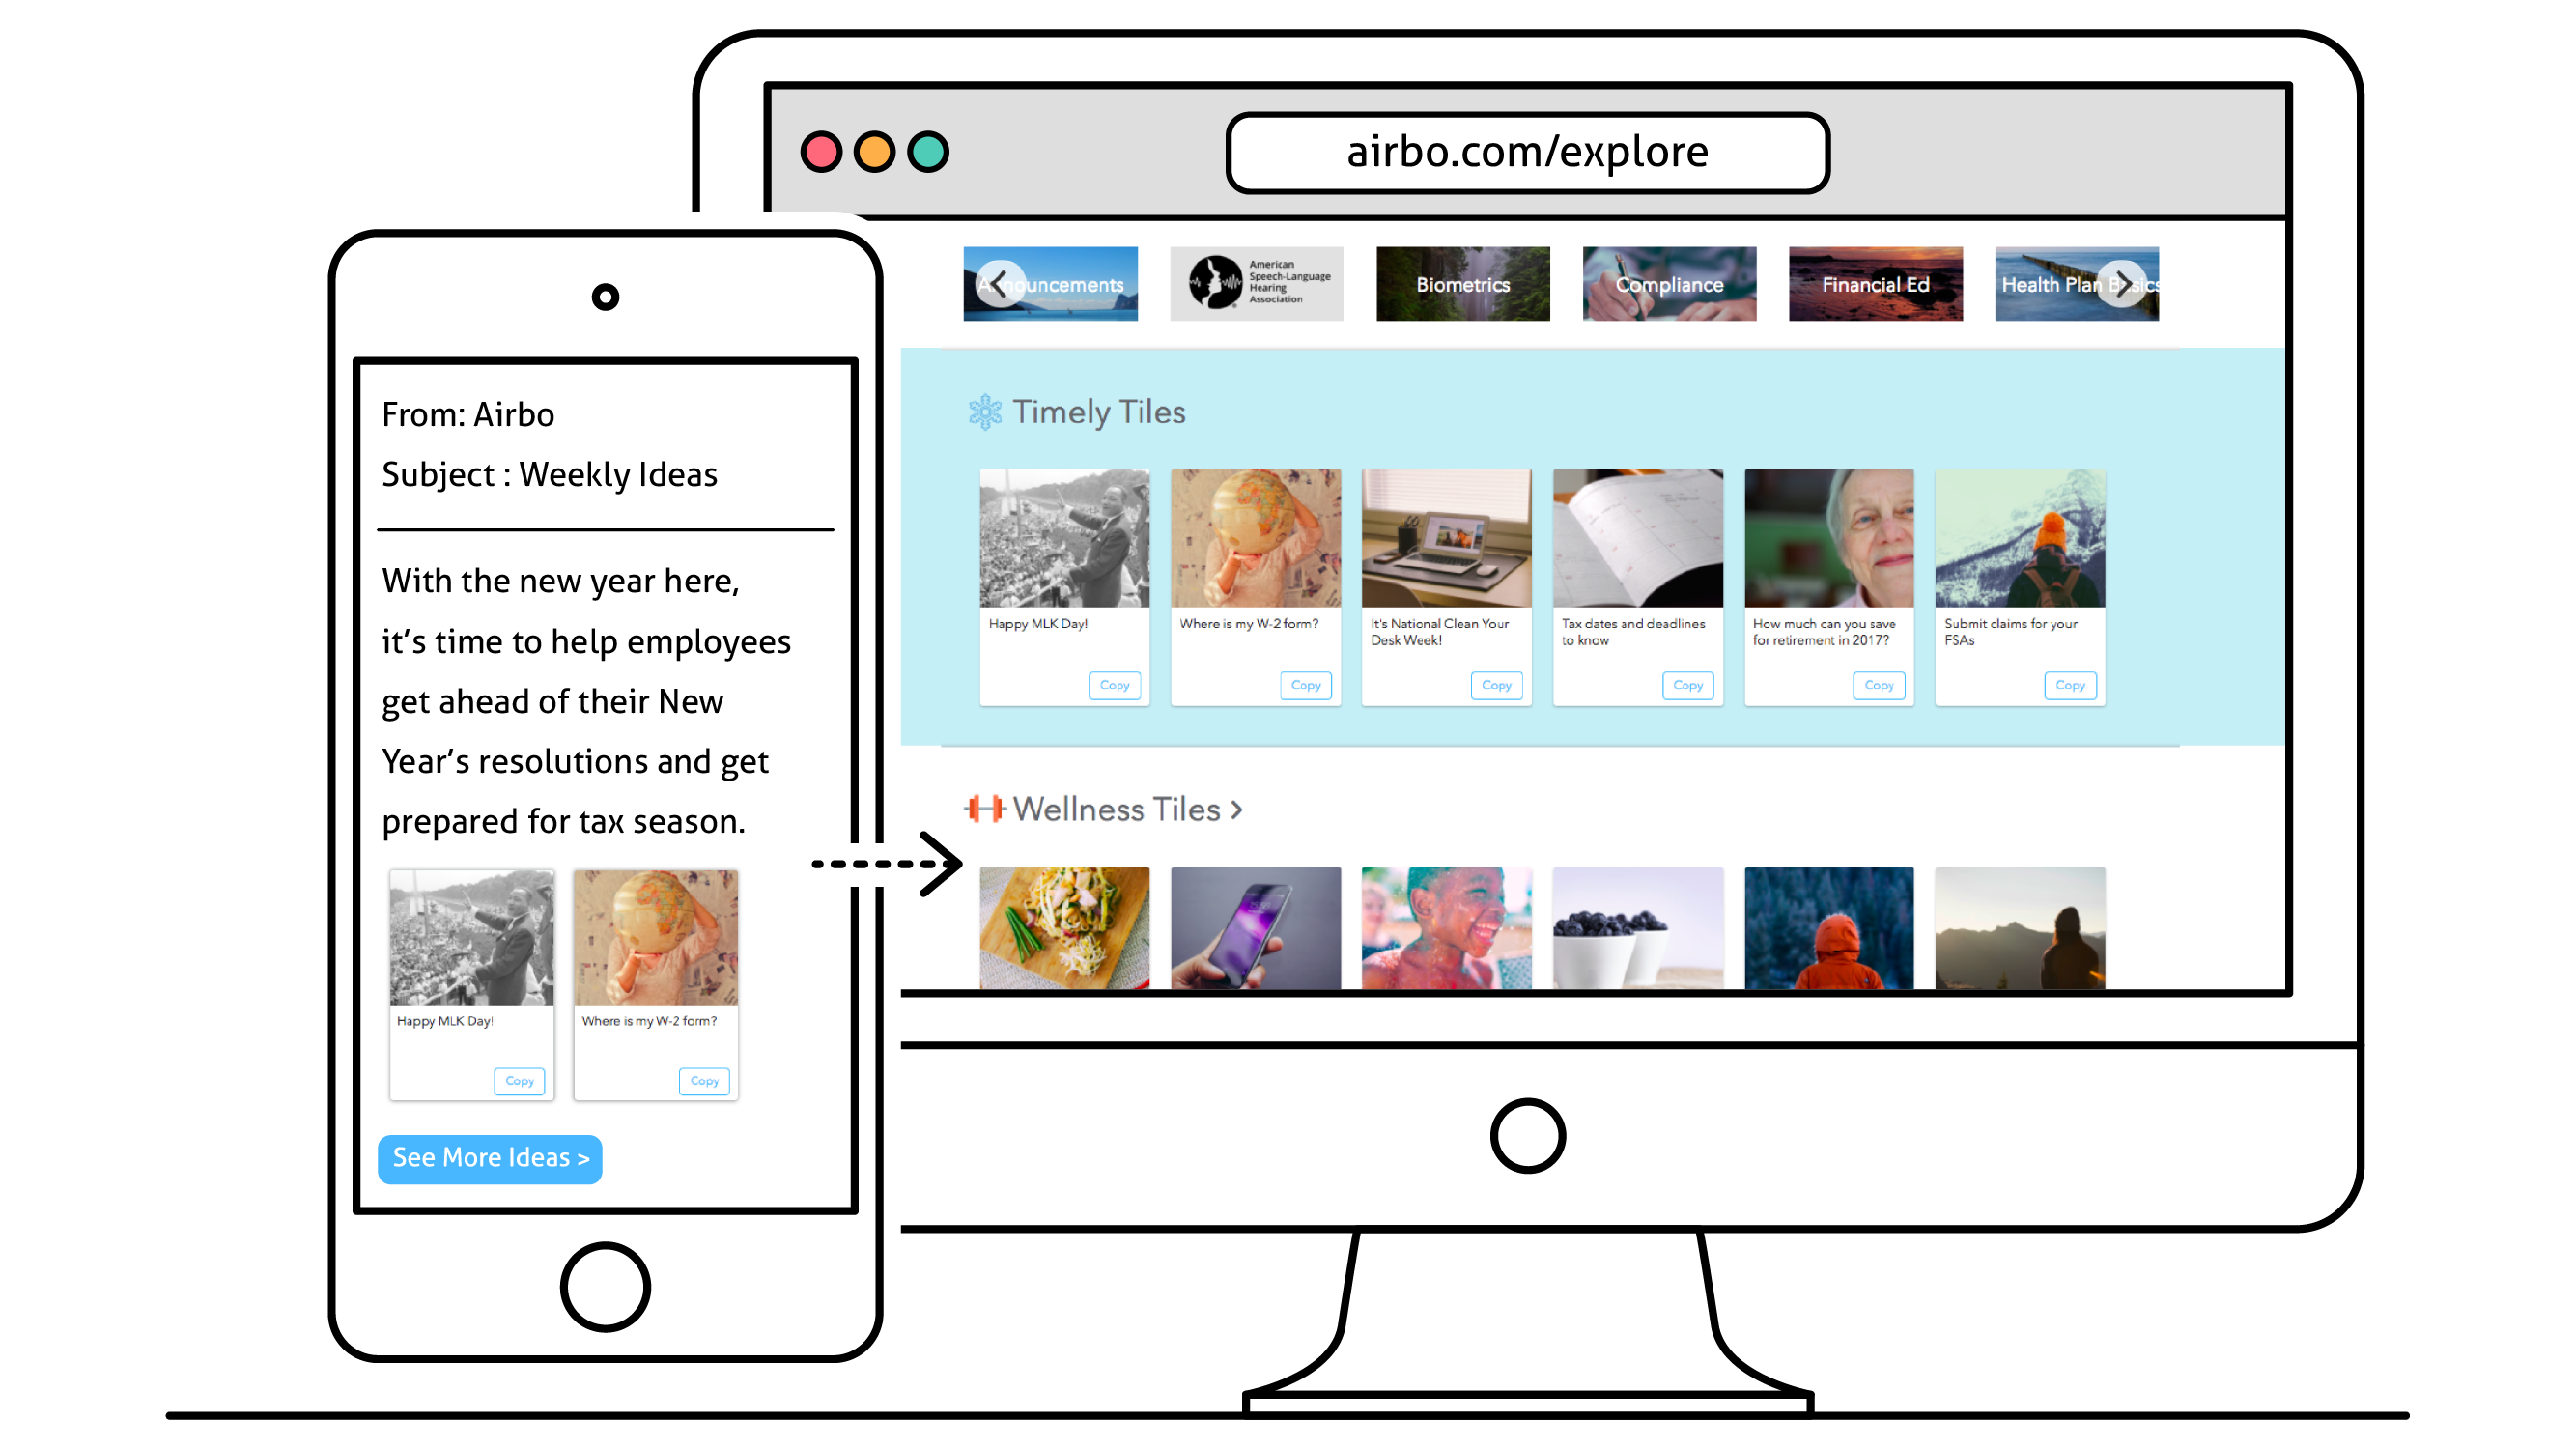 airbo.com/explore
Announcements
American
Speech-Language
Hearing
Association
Biometrics
Compliance
Financial Ed
Health Plan Basics
Timely Tiles
Happy MLK Day!
Copy
Where is my W-2 form?
Copy
It's National Clean Your
Desk Week!
Copy
Tax dates and deadlines
to know
Copy
How much can you save
for retirement in 2017?
Copy
Submit claims for your
FSAs
Copy
Wellness Tiles >
From: Airbo
Subject : Weekly Ideas
With the new year here,
it’s time to help employees
get ahead of their New
Year’s resolutions and get
prepared for tax season.
Happy MLK Day!
Copy
Where is my W-2 form?
Copy
See More Ideas >